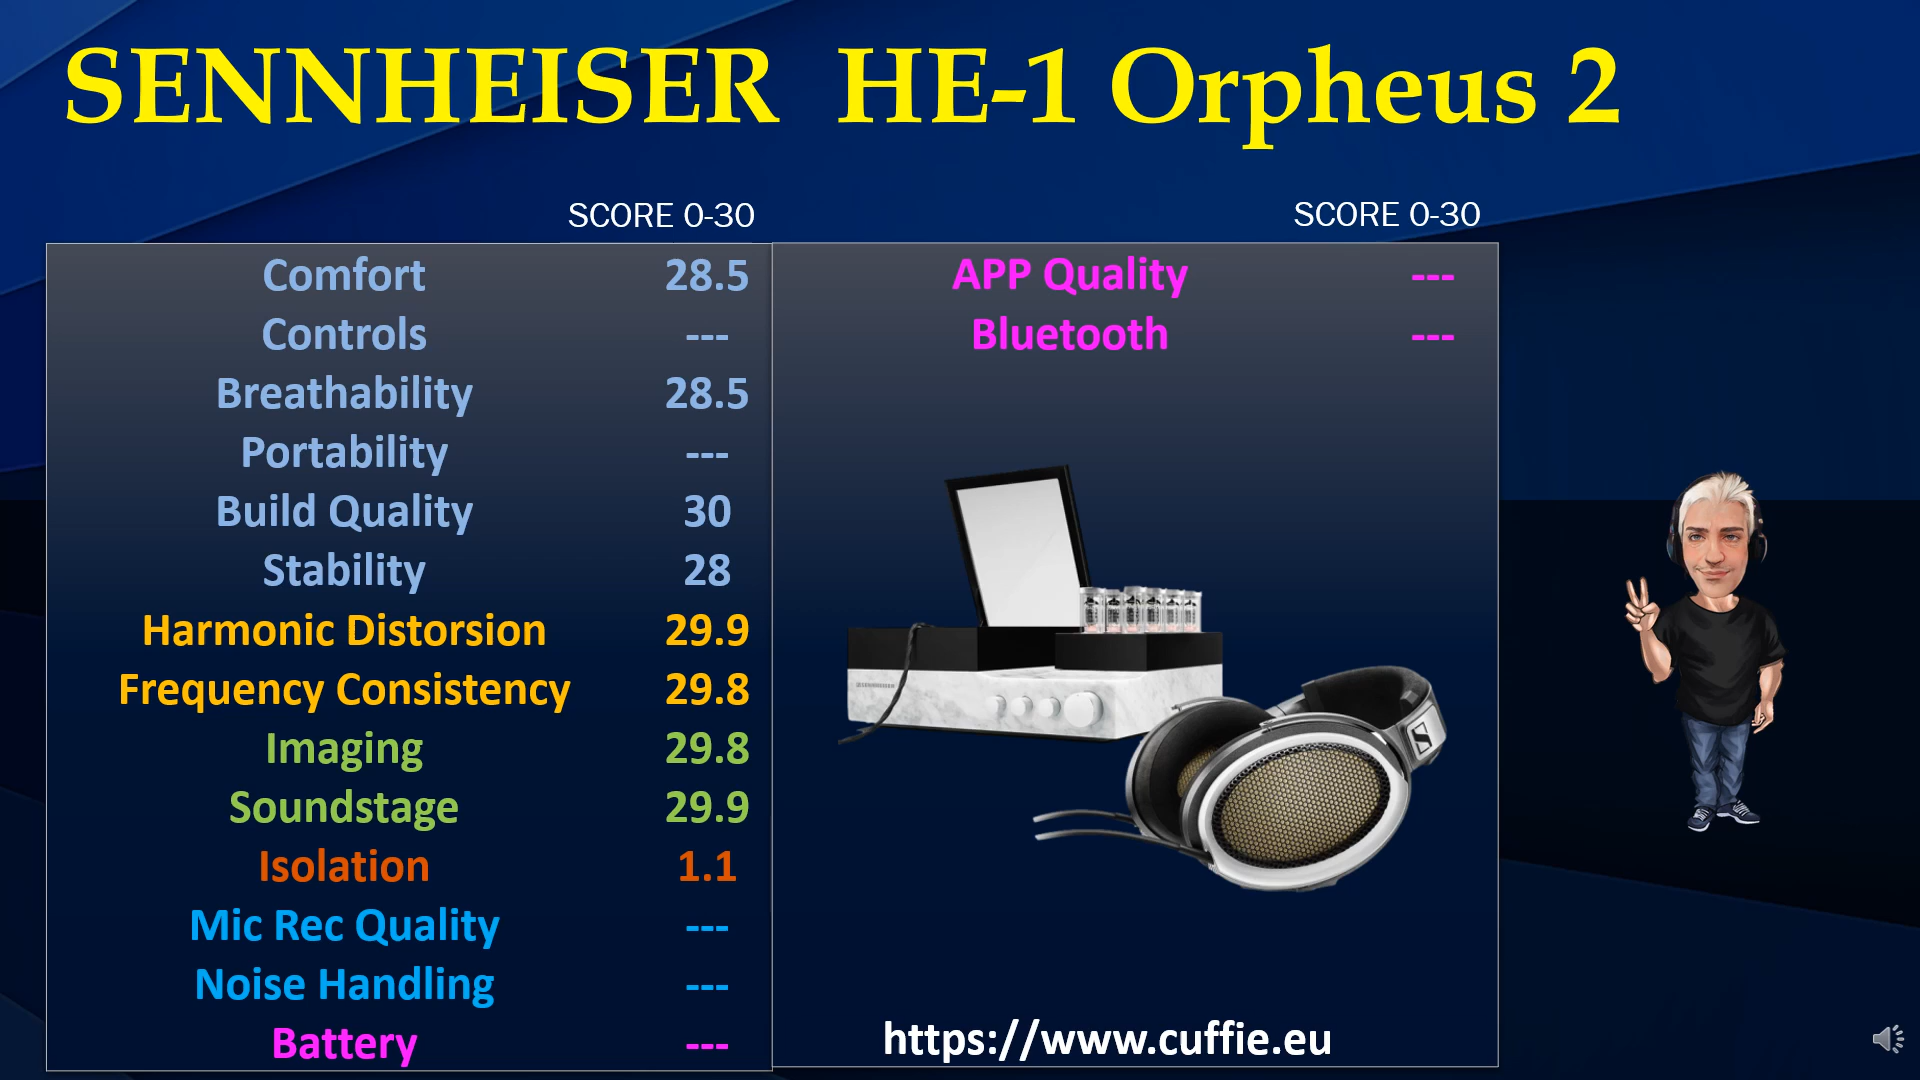 SENNHEISER HE-1 Orpheus 2
SCORE 0-30
SCORE 0-30
Comfort 28.5
Controls ---
Breathability 28.5
Portability ---
Build Quality 30
Stability 28
Harmonic Distorsion 29.9
Frequency Consistency 29.8
Imaging 29.8
Soundstage 29.9
Isolation 1.1
Mic Rec Quality ---
Noise Handling ---
Battery ---
APP Quality ---
Bluetooth ---
SENNHEISER
https://www.cuffie.eu